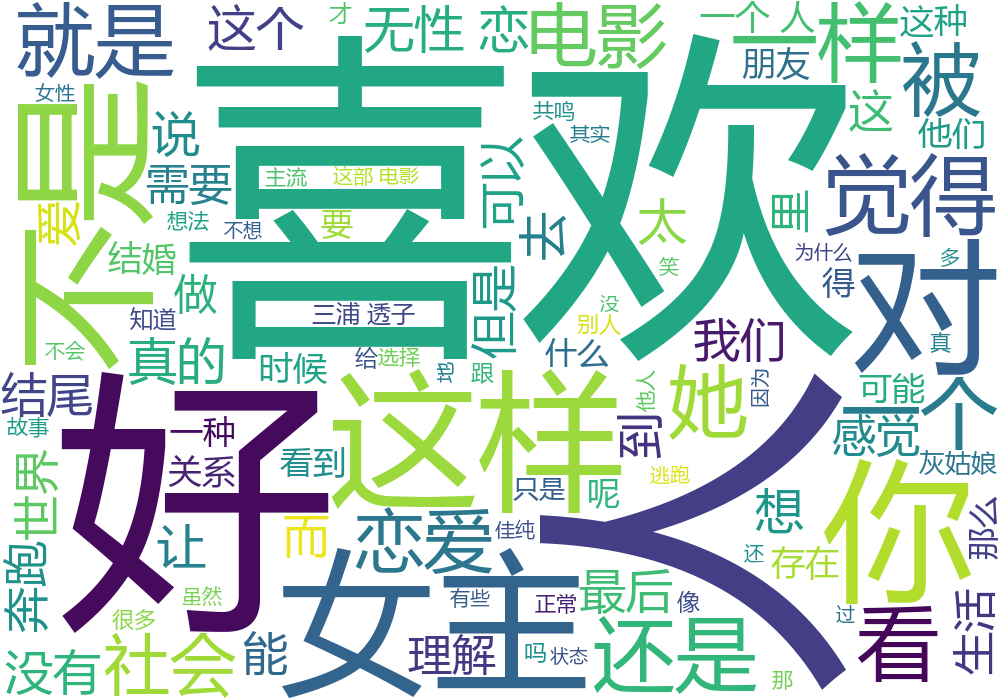 就是
这个
才
无性 恋
电影
一个 人
一样
这种
朋友
被
女性
喜欢
这
他们
共鸣
其实
说
不是
需要
主流
这部 电影
可以
觉得
爱
想法
不想
要
去
太
里
为什么
多
结婚
笑
得
对
做
但是
知道
三浦 透子
没
别人
我们
真
不会
真的
时候
给
选择
却
跟
什么
结尾
好
这样
她
他人
因为
人
可能
一个
故事
一种
到
感觉
关系
看到
逃跑
灰姑娘
世界
只是
呢
你
想
那么
而
恋爱
佳纯
让
奔跑
女主
还
存在
虽然
有些
正常
最后
像
很多
过
看
生活
没有
社会
能
理解
吗
状态
还是
那